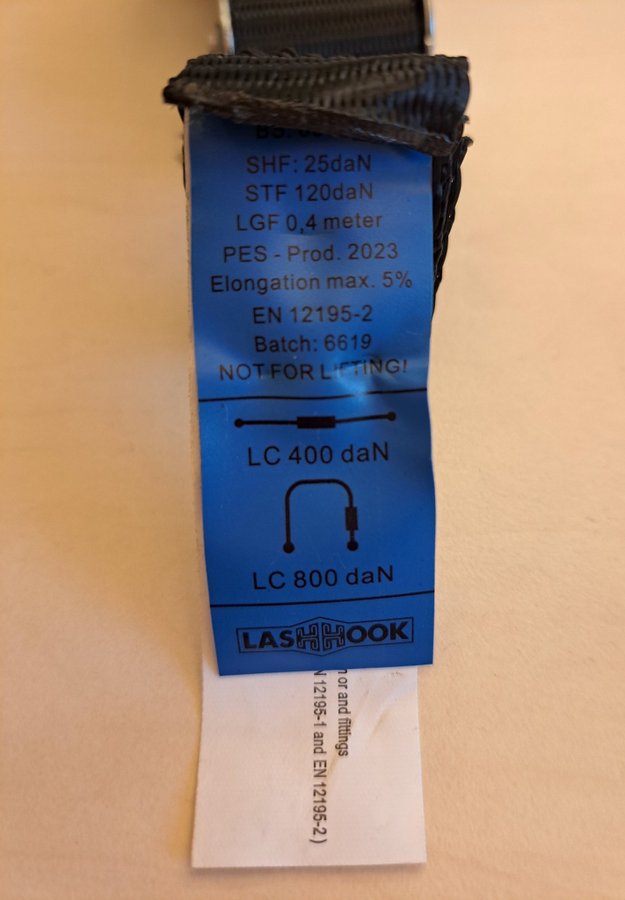 SHF: 25daN
STF 120daN
LGF 0,4 meter
PES - Prod. 2023
Elongation max. 5%
EN 12195-2
Batch: 6619
NOT FOR LIFTING!
LC 400 daN
LC 800 daN
LASHHOOK
or and fittings
12195-1 and EN 12195-2 )